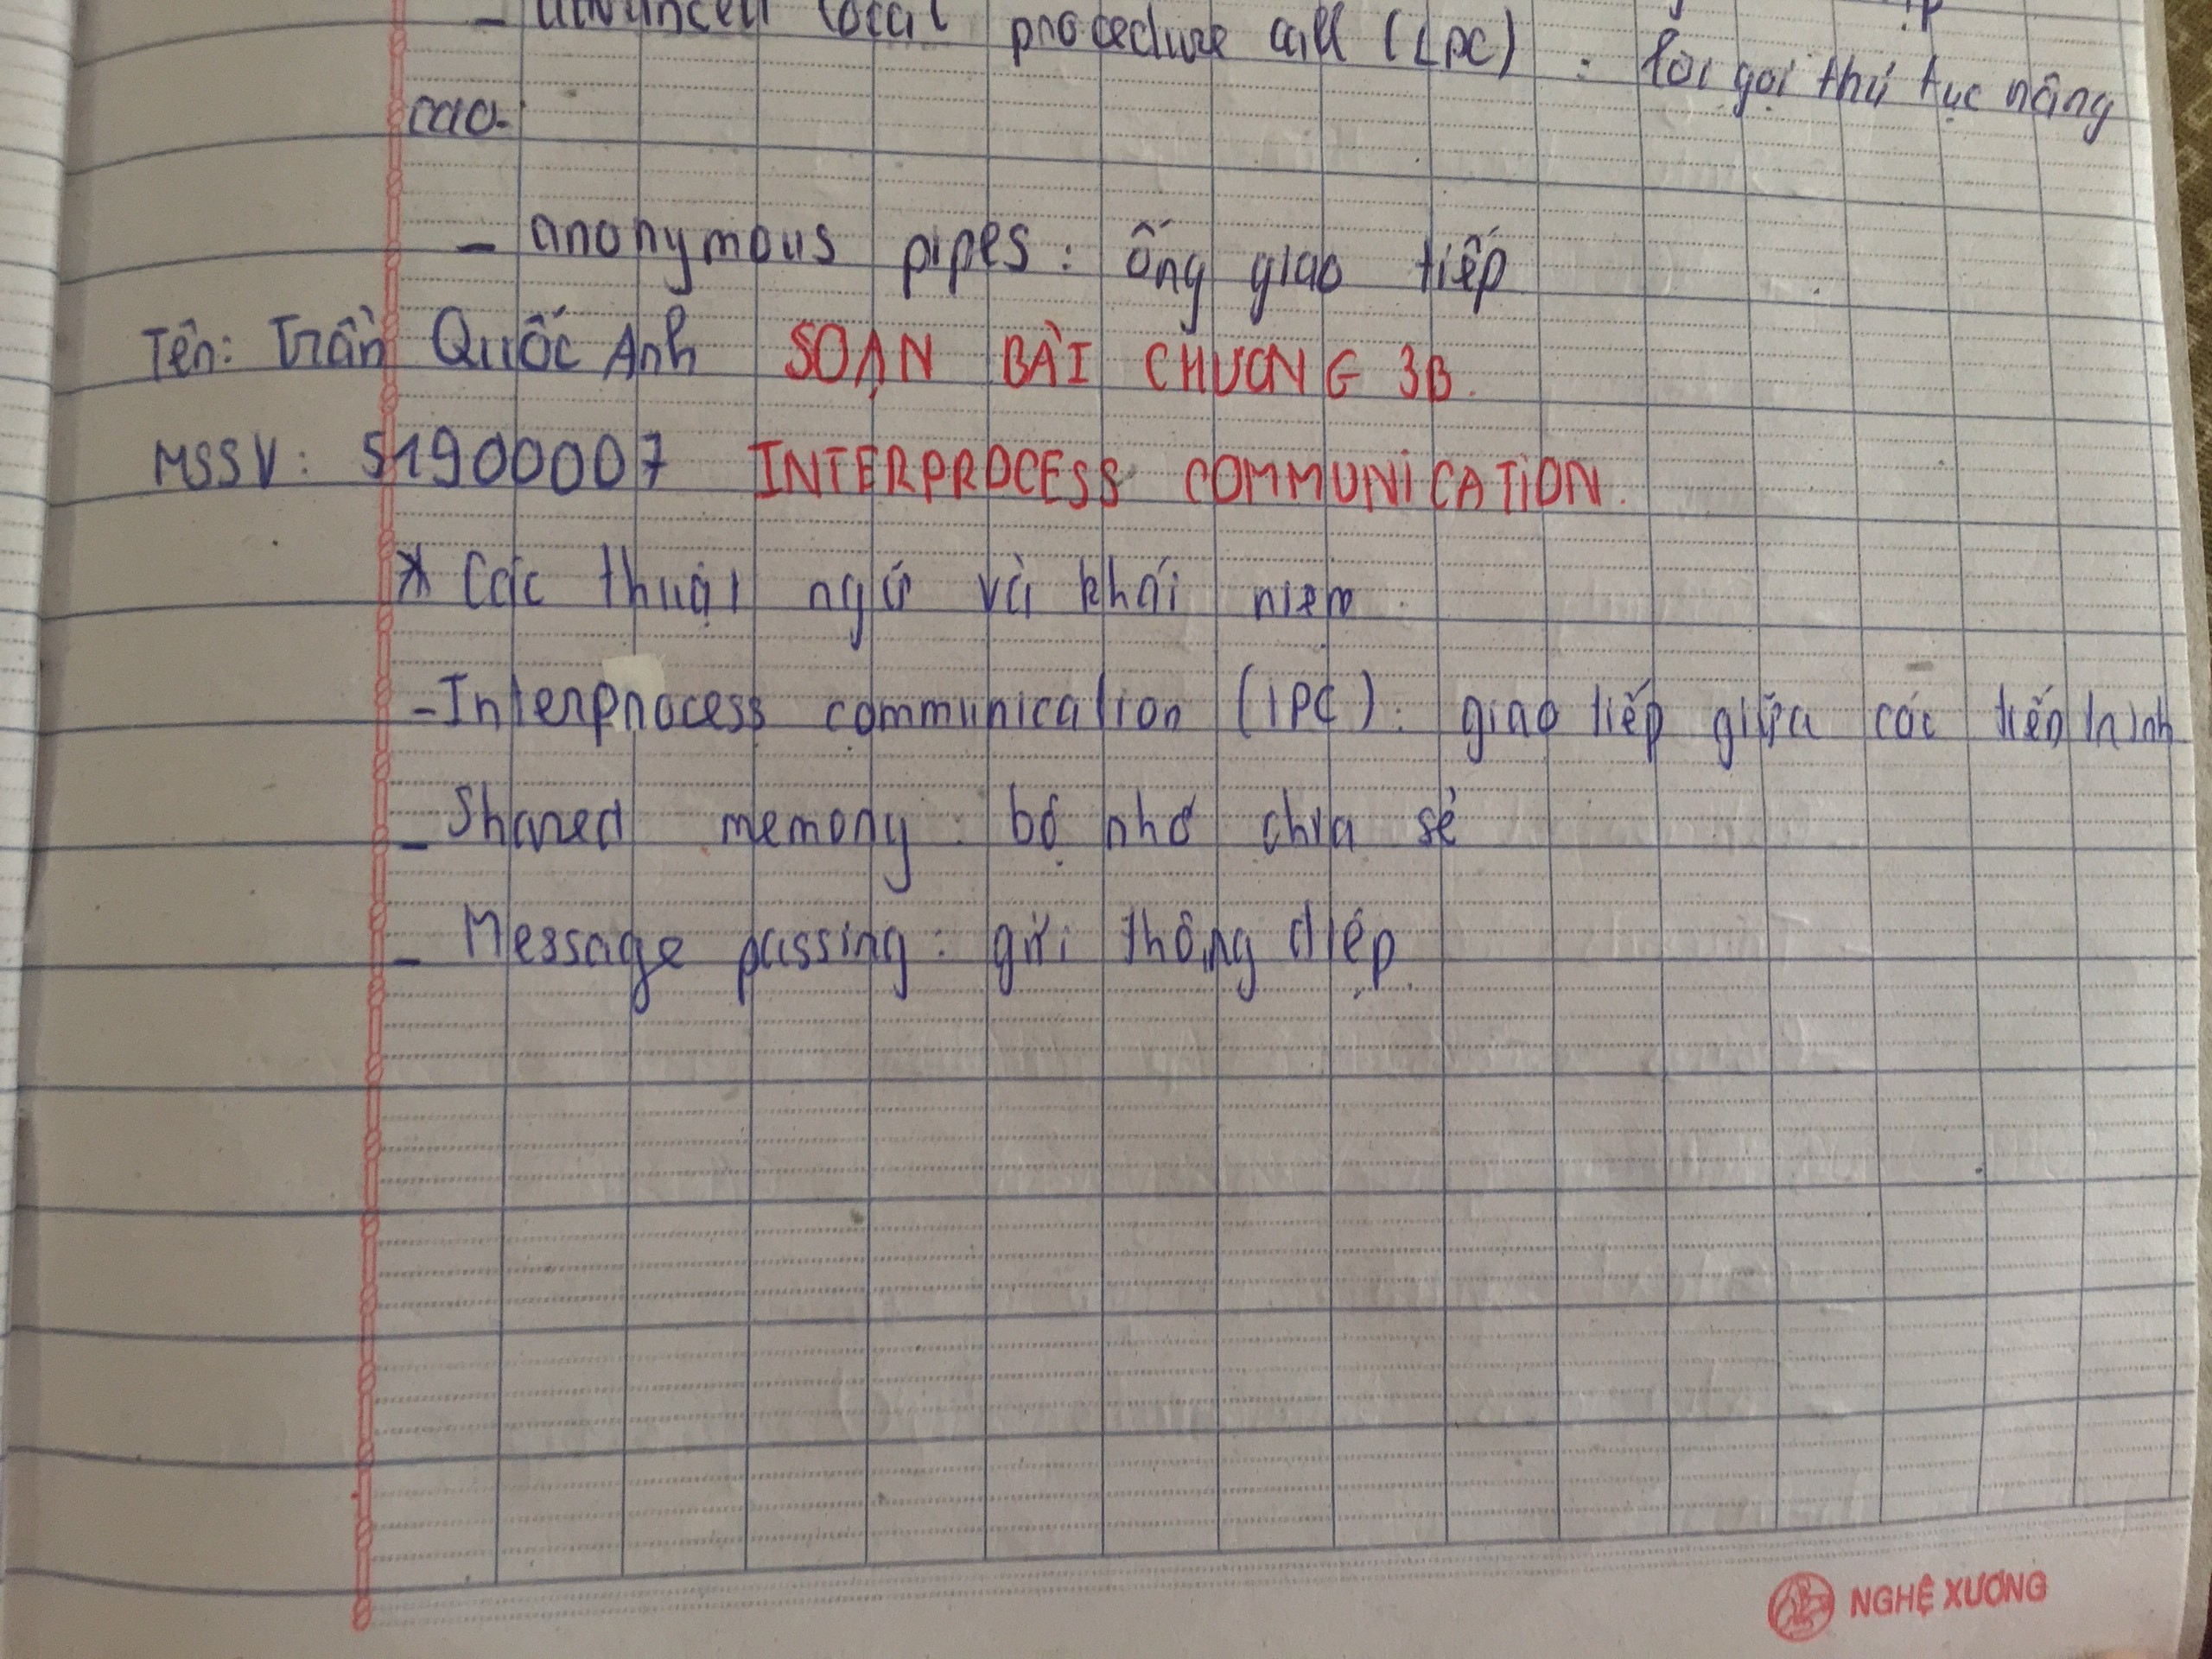 - advanced local procedure call (LPC) : lời gọi thủ tục nâng
cao.
- anonymous pipes : ống giao tiếp
Tên: Trần Quốc Anh SOẠN BÀI CHƯƠNG 3B.
MSSV: 51900007 INTERPROCESS COMMUNICATION.
* Các thuật ngữ và khái niệm.
- Interprocess communication (IPC): giao tiếp giữa các tiến trình
- Shared memory : bộ nhớ chia sẻ
- Message passing : gửi thông điệp.
NGHỆ XƯƠNG